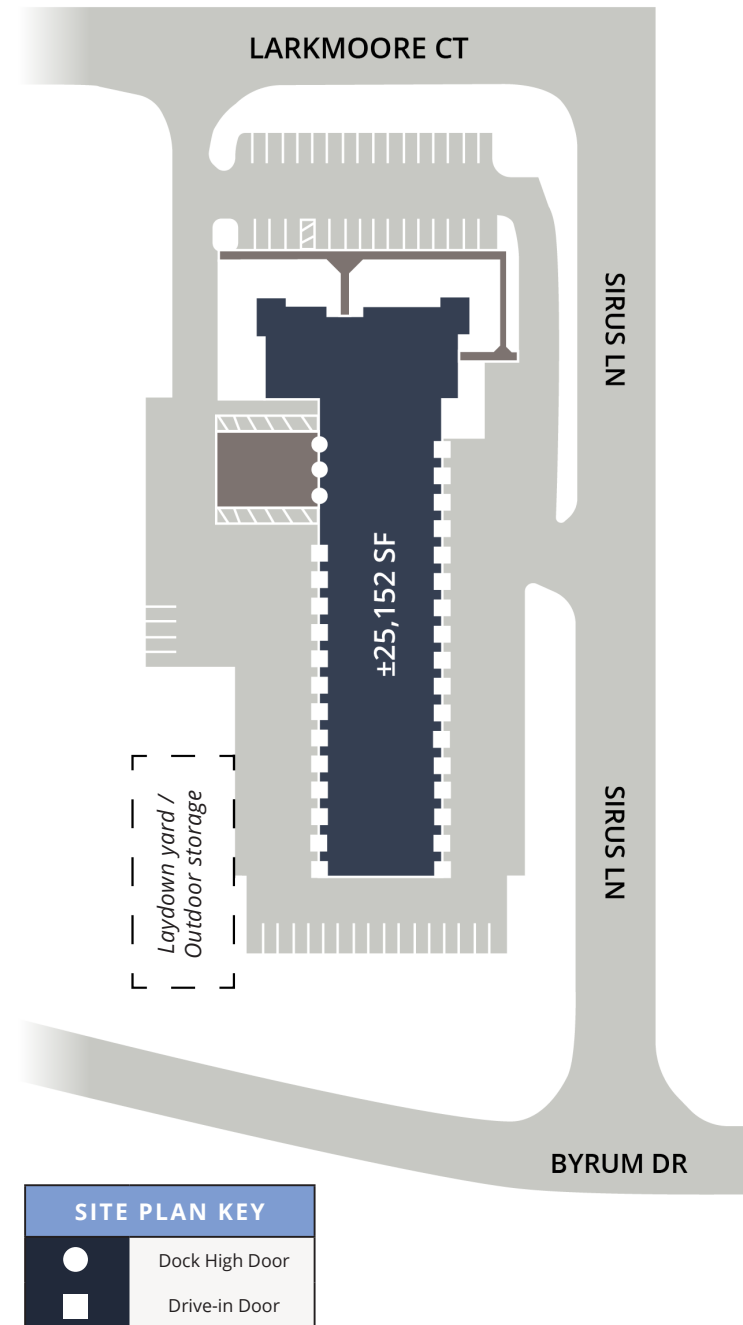 LARKMOORE CT
SIRUS LN
±25,152 SF
SIRUS LN
Laydown yard /
Outdoor storage
BYRUM DR
SITE PLAN KEY
Dock High Door
Drive-in Door